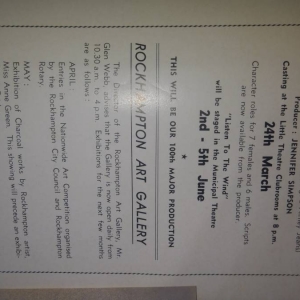 Producer: JENNIFER SIMPSON
Casting at the Little Theatre Clubrooms at 8 p.m.
24th March
Character roles for 7 females and 6 males. Scripts
are now available from the producer.
"Listen To The Wind"
will be staged in the Municipal Theatre
2nd - 5th June
THIS WILL BE OUR 100th MAJOR PRODUCTION
★
ROCKHAMPTON ART GALLERY
The Director of the Rockhampton Art Gallery, Mr.
Glen Webb, advises that the Gallery is now open daily from
10.30 a.m. to 4 p.m. Exhibitions for the next few months
are as follows:
APRIL
Entries in the Nationwide Art Competition organised
by the Rockhampton City Council and Rockhampton
Rotary.
MAY:
Exhibition of Charcoal works by rockhampton artist,
Miss Anne Green. This showing will precede an exhibi-